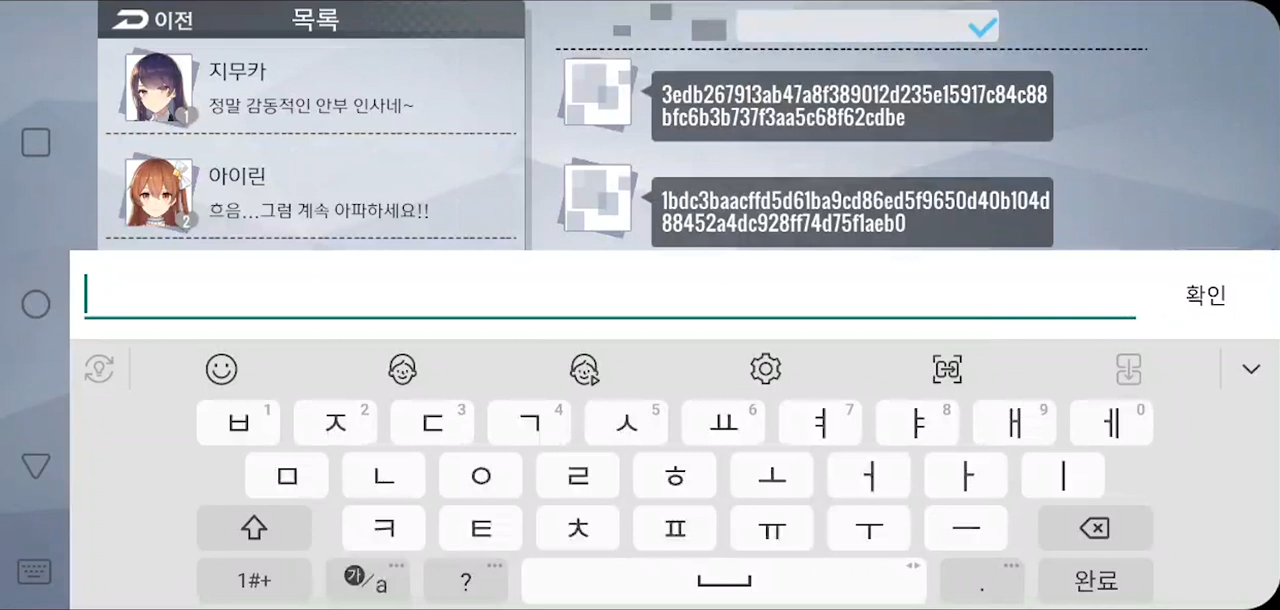 이전
목록
지무카
정말 감동적인 안부 인사네~
1
아이린
흐음...그럼 계속 아파하세요!!
2
3edb267913ab47a8f389012d235e15917c84c88
bfc6b3b737f3aa5c68f62cdbe
1bdc3baacffd5d61ba9cd86ed5f9650d40b104d
88452a4dc928ff74d75f1aeb0
확인
ㅂ 1 ㅈ 2 ㄷ 3 ㄱ 4 ㅅ 5 ㅛ 6 ㅕ 7 ㅑ 8 ㅐ 9 ㅔ 0
ㅁ ㄴ ㅇ ㄹ ㅎ ㅗ ㅓ ㅏ ㅣ
ㅋ ㅌ ㅊ ㅍ ㅠ ㅜ ㅡ
1#+ 가/a ? . 완료